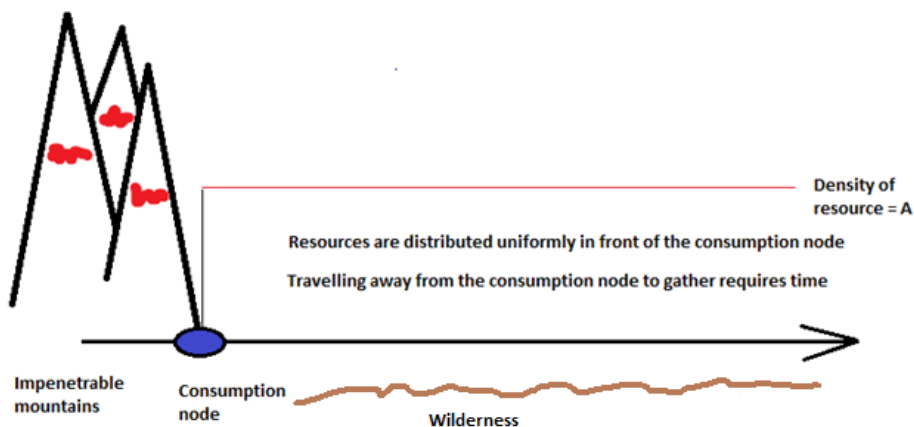 Density of
resource = A
Resources are distributed uniformly in front of the consumption node
Travelling away from the consumption node to gather requires time
Impenetrable
mountains
Consumption
node
Wilderness